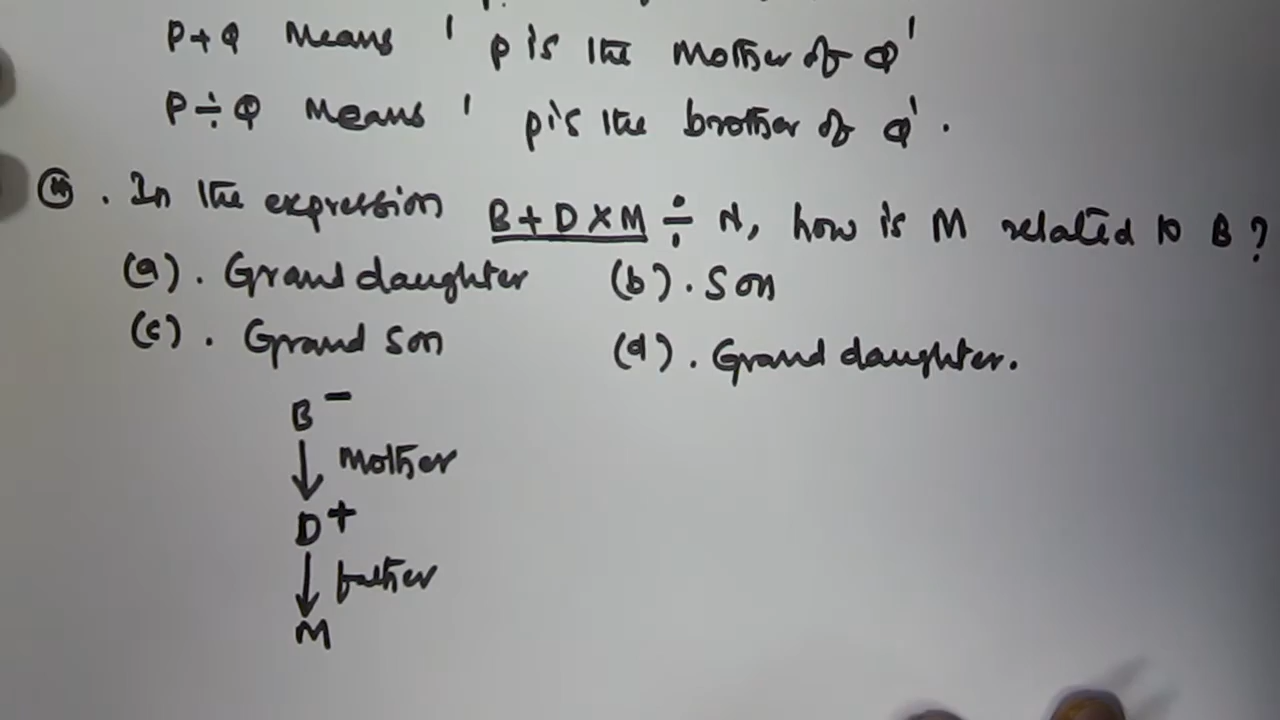 P+Q Means ' p is the Mother of Q'
P÷Q Means ' p is the brother of Q'.
. In the expression B+D×M ÷ N, how is M related to B?
(a). Grand daughter (b). Son
(c). Grand Son (d). Grand daughter.
B −
Mother
D +
father
M